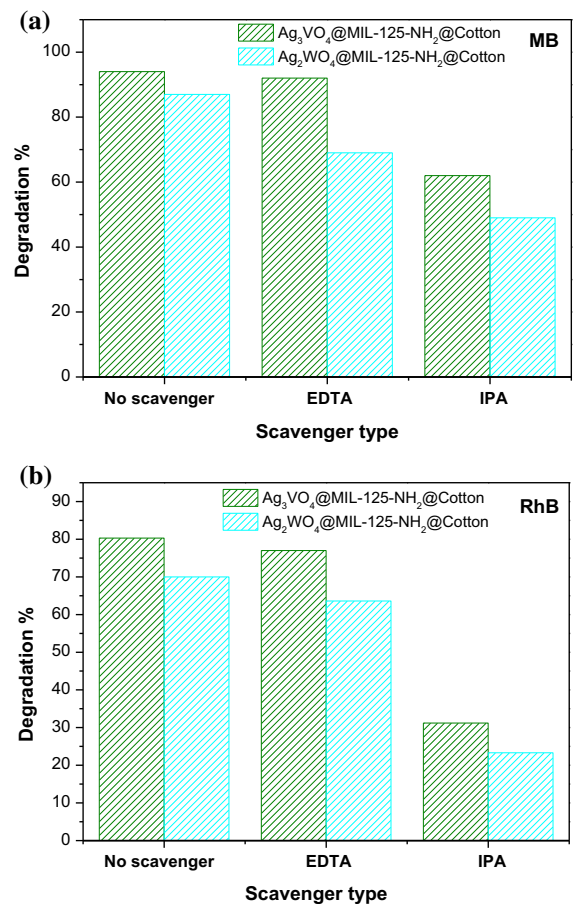 (a)
Ag₃VO₄@MIL-125-NH₂@Cotton
Ag₂WO₄@MIL-125-NH₂@Cotton
MB
100
80
60
40
20
0
Degradation %
No scavenger EDTA IPA
Scavenger type
(b)
Ag₃VO₄@MIL-125-NH₂@Cotton
Ag₂WO₄@MIL-125-NH₂@Cotton
RhB
90
80
70
60
50
40
30
20
10
0
Degradation %
No scavenger EDTA IPA
Scavenger type